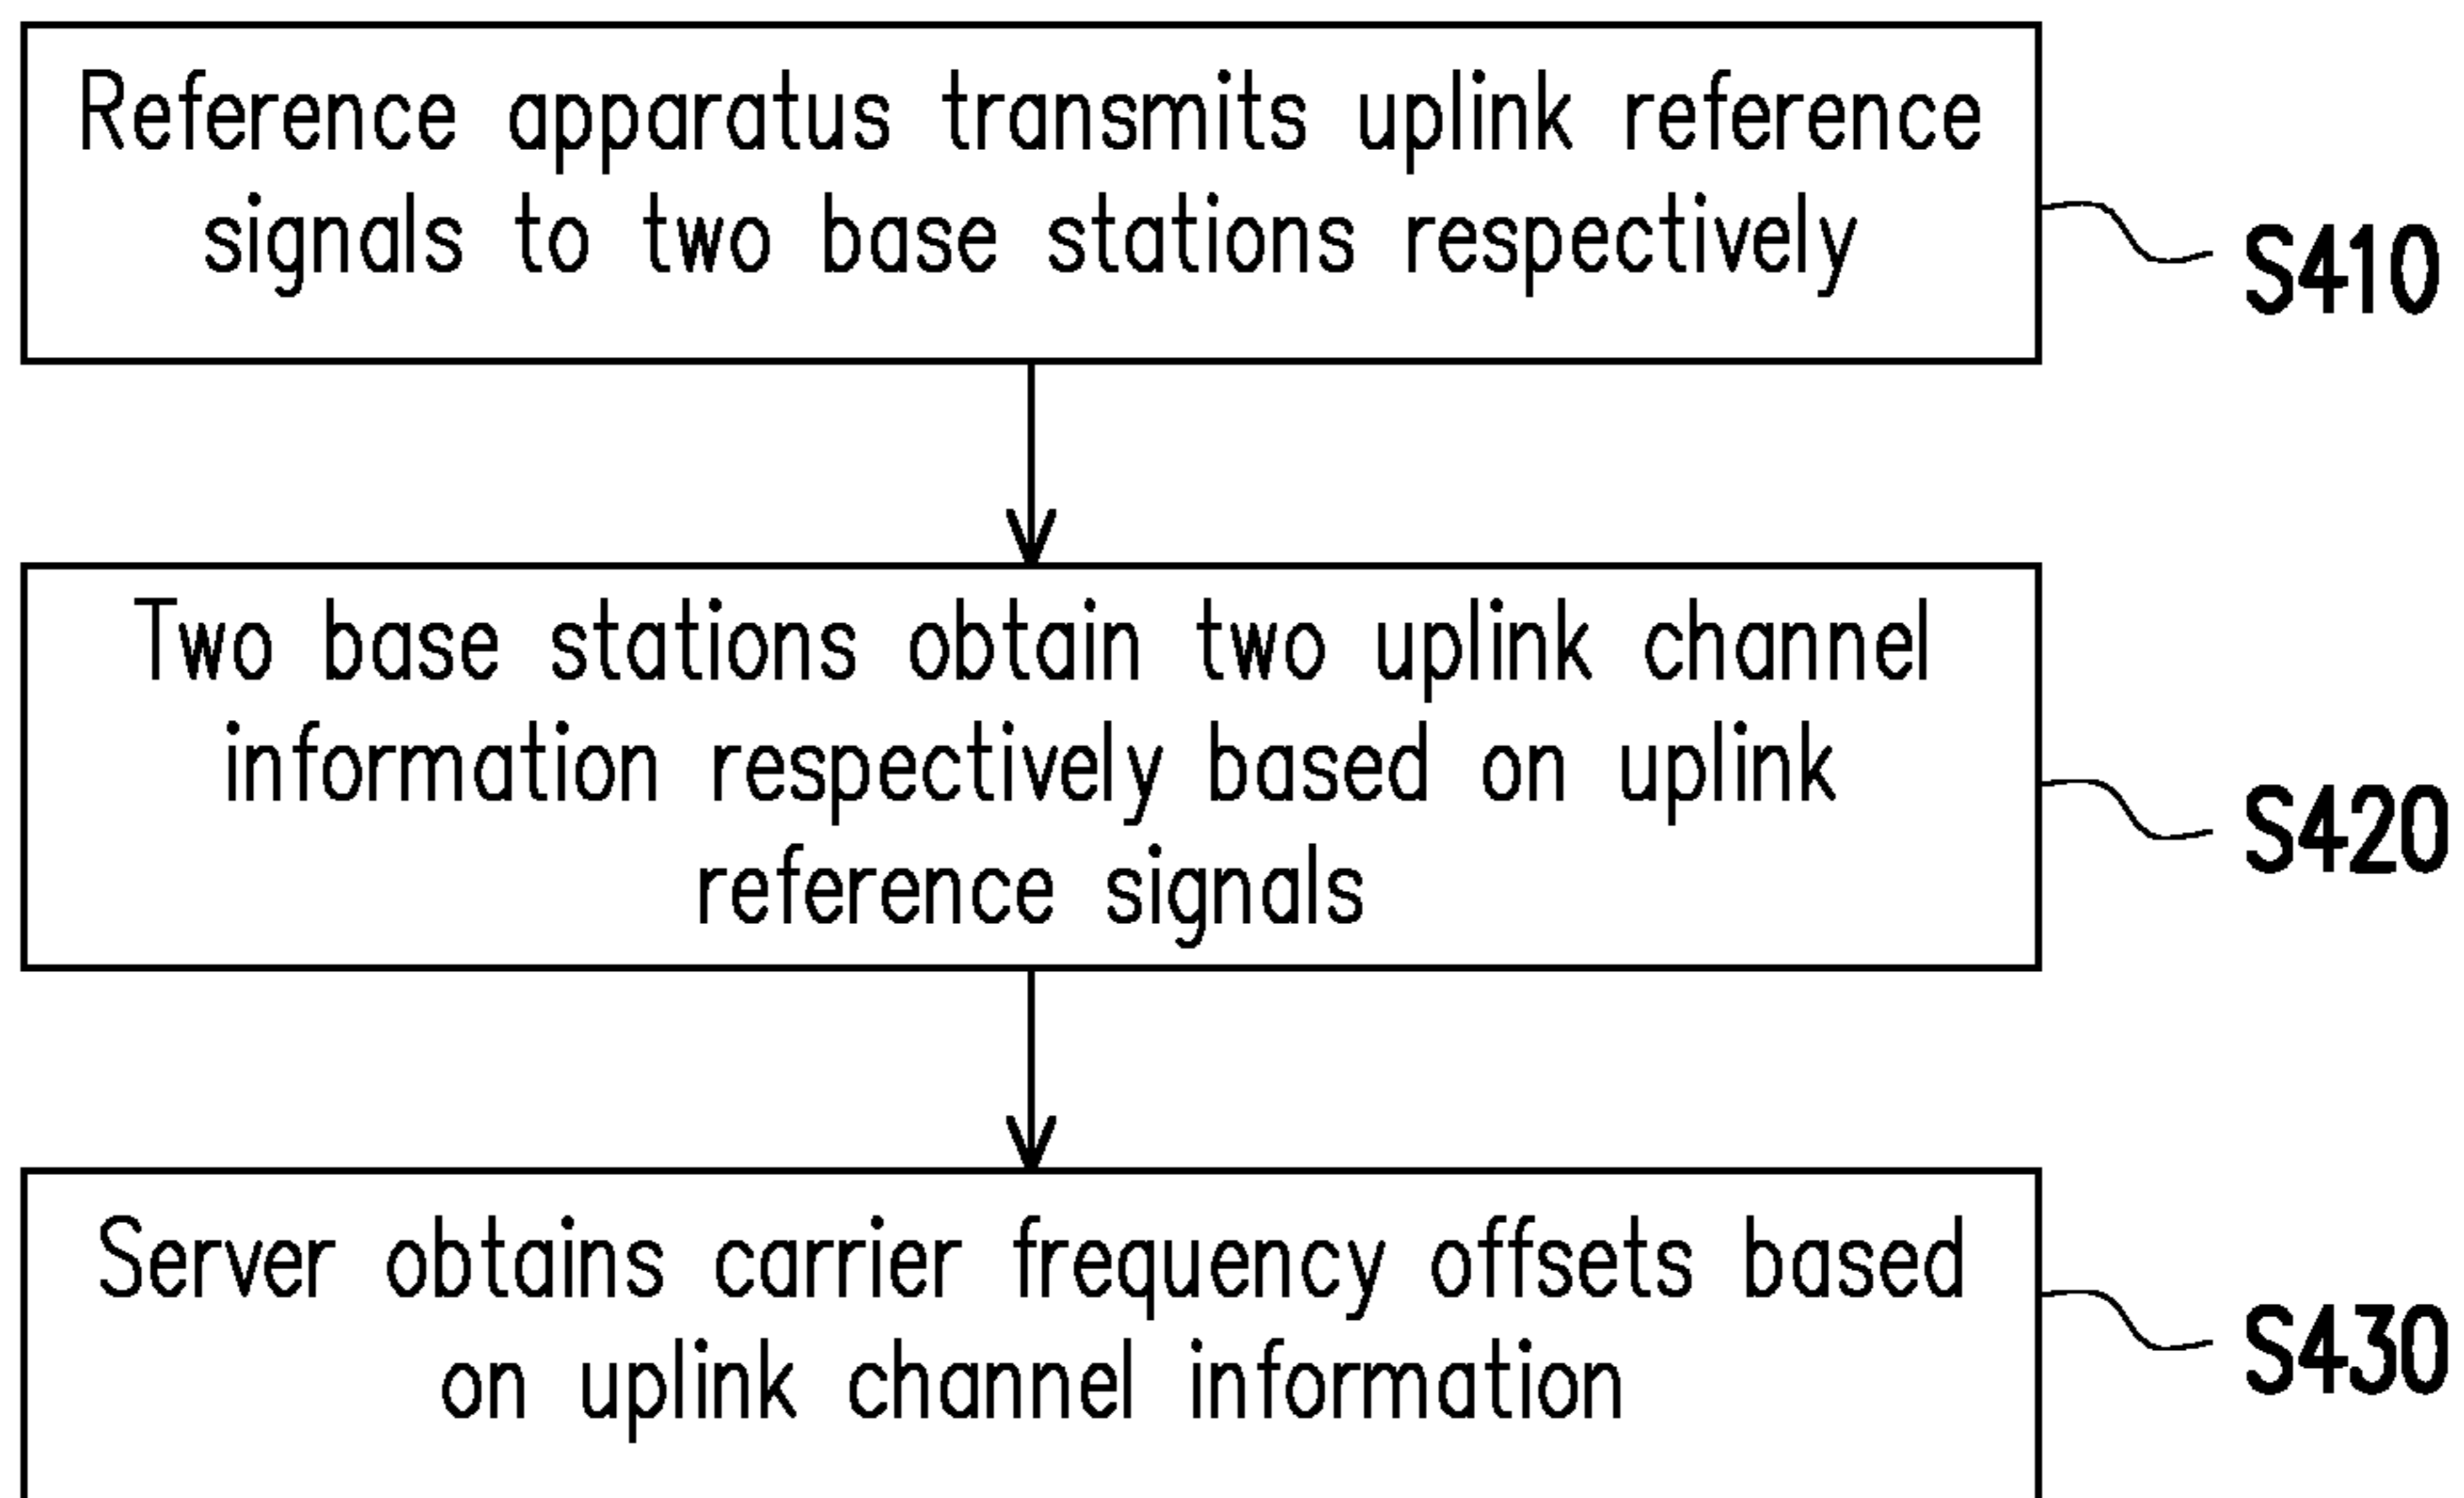 Reference apparatus transmits uplink reference
signals to two base stations respectively
S410
Two base stations obtain two uplink channel
information respectively based on uplink
reference signals
S420
Server obtains carrier frequency offsets based
on uplink channel information
S430